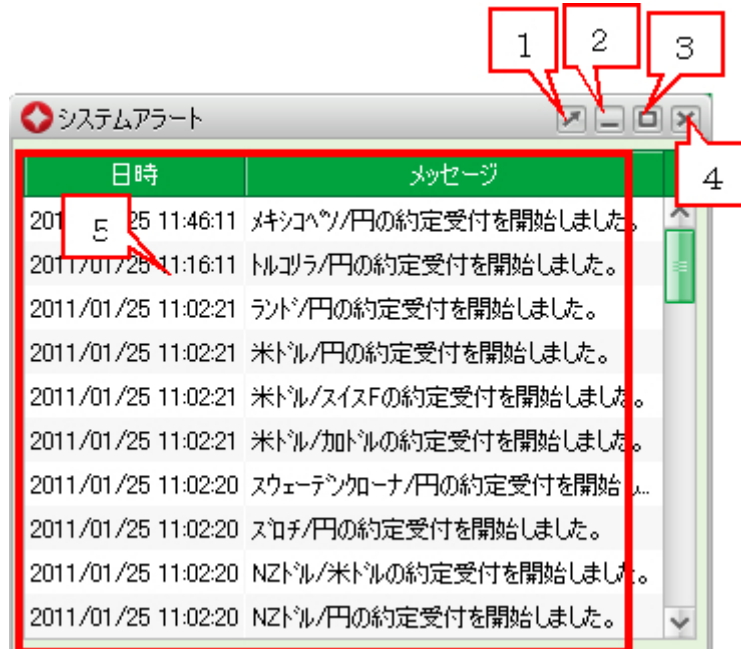 1 2 3
システムアラート
4
日時 メッセージ
5
201 25 11:46:11 メキシコペソ/円の約定受付を開始しました。
2011/01/25 11:16:11 トルコリラ/円の約定受付を開始しました。
2011/01/25 11:02:21 ランド/円の約定受付を開始しました。
2011/01/25 11:02:21 米ドル/円の約定受付を開始しました。
2011/01/25 11:02:21 米ドル/スイスFの約定受付を開始しました。
2011/01/25 11:02:21 米ドル/加ドルの約定受付を開始しました。
2011/01/25 11:02:20 スウェーデンクローナ/円の約定受付を開始し...
2011/01/25 11:02:20 ズロチ/円の約定受付を開始しました。
2011/01/25 11:02:20 NZドル/米ドルの約定受付を開始しました。
2011/01/25 11:02:20 NZドル/円の約定受付を開始しました。